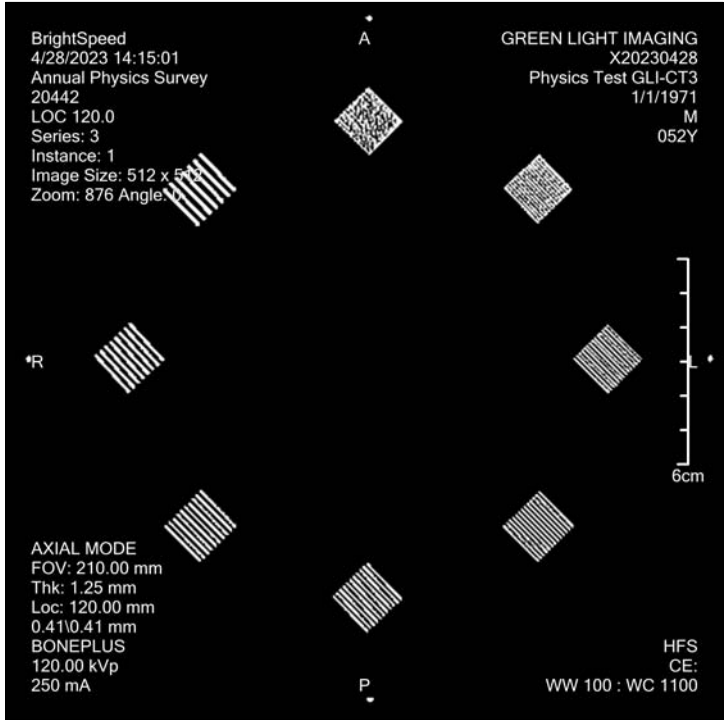 BrightSpeed
4/28/2023 14:15:01
Annual Physics Survey
20442
LOC 120.0
Series: 3
Instance: 1
Image Size: 512 x 512
Zoom: 876 Angle: 0
A
GREEN LIGHT IMAGING
X20230428
Physics Test GLI-CT3
1/1/1971
M
052Y
R
L
6cm
AXIAL MODE
FOV: 210.00 mm
Thk: 1.25 mm
Loc: 120.00 mm
0.41\0.41 mm
BONEPLUS
120.00 kVp
250 mA
P
HFS
CE:
WW 100 : WC 1100